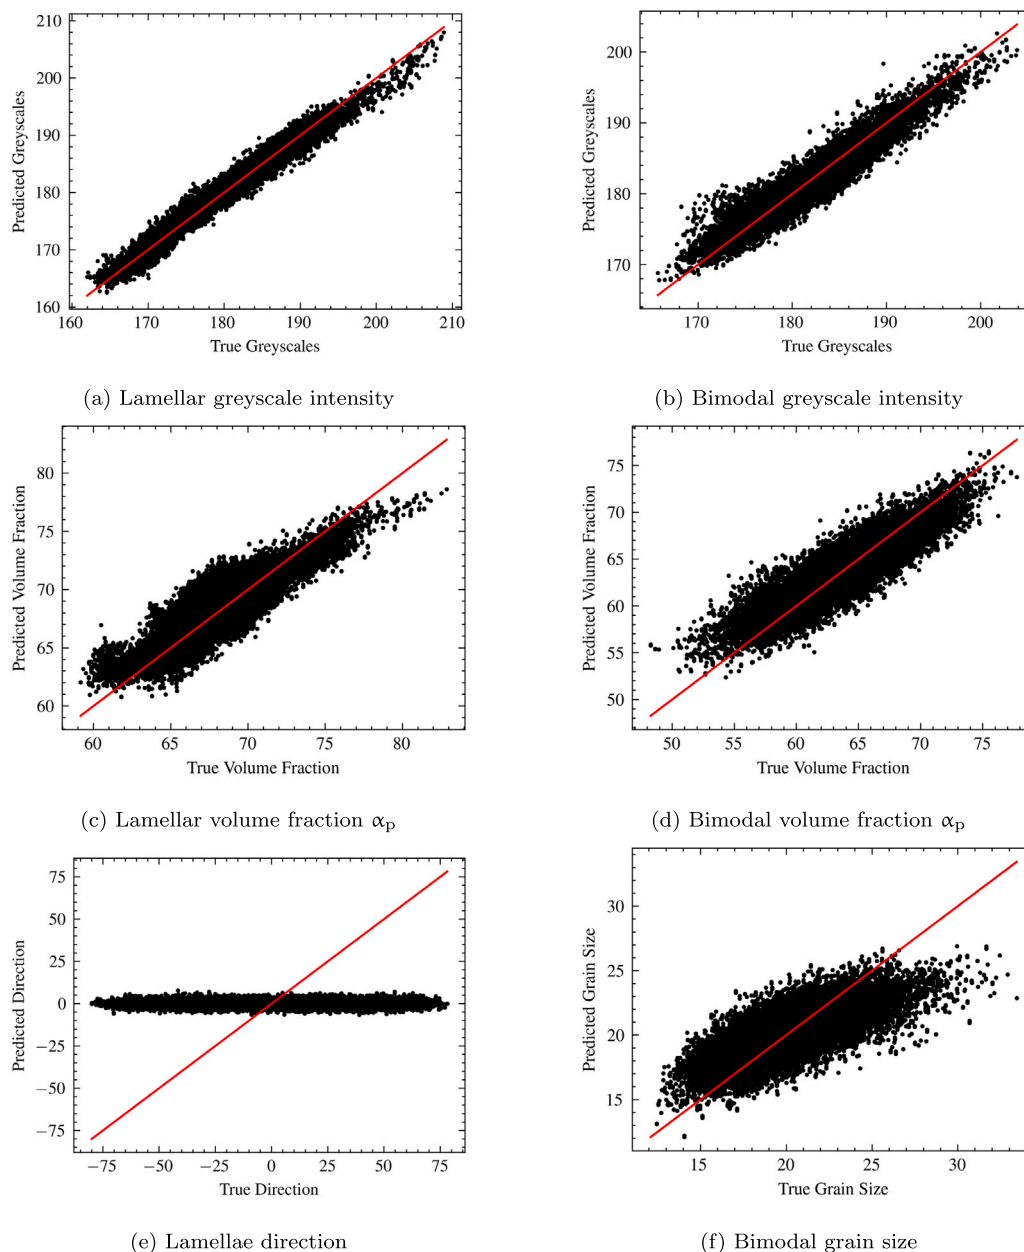 210
200
190
180
170
160
Predicted Greyscales
160 170 180 190 200 210
True Greyscales
(a) Lamellar greyscale intensity
200
190
180
170
Predicted Greyscales
170 180 190 200
True Greyscales
(b) Bimodal greyscale intensity
80
75
70
65
60
Predicted Volume Fraction
60 65 70 75 80
True Volume Fraction
(c) Lamellar volume fraction αp
75
70
65
60
55
50
Predicted Volume Fraction
50 55 60 65 70 75
True Volume Fraction
(d) Bimodal volume fraction αp
75
50
25
0
−25
−50
−75
Predicted Direction
−75 −50 −25 0 25 50 75
True Direction
(e) Lamellae direction
30
25
20
15
Predicted Grain Size
15 20 25 30
True Grain Size
(f) Bimodal grain size